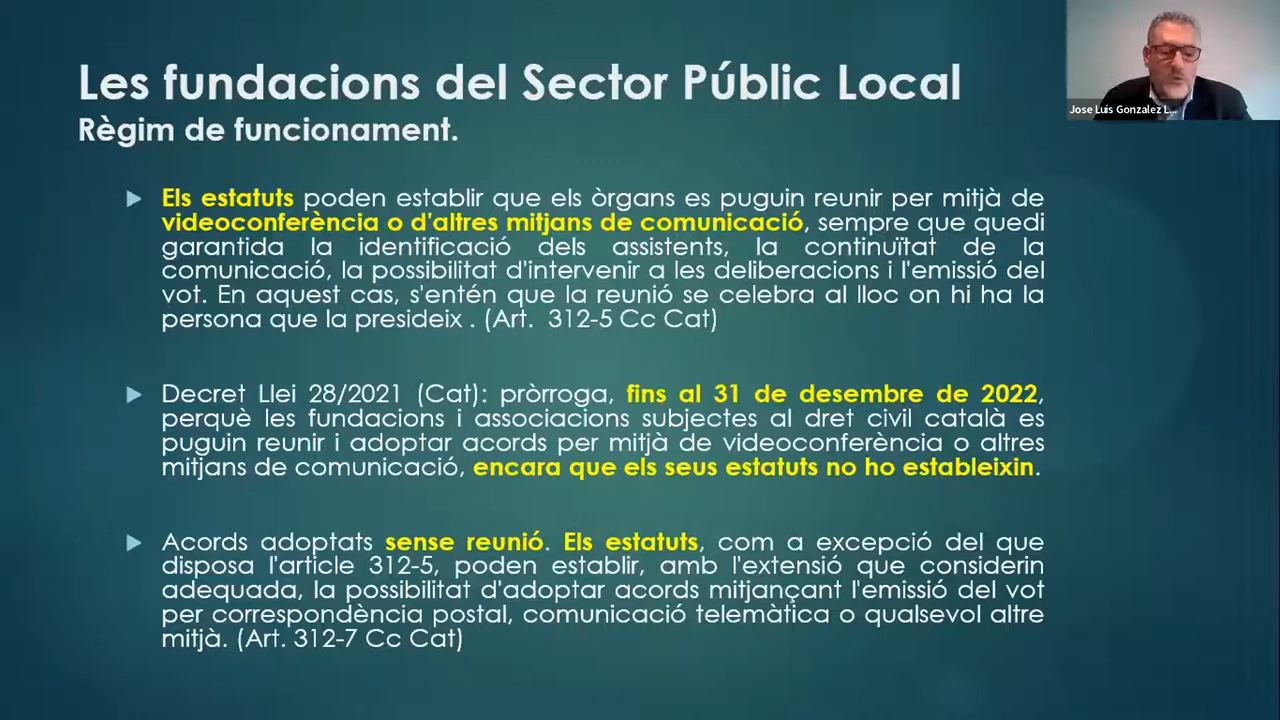 Les fundacions del Sector Públic Local
Règim de funcionament.
Jose Luis Gonzalez L...
Els estatuts poden establir que els òrgans es puguin reunir per mitjà de
videoconferència o d'altres mitjans de comunicació, sempre que quedi
garantida la identificació dels assistents, la continuïtat de la
comunicació, la possibilitat d'intervenir a les deliberacions i l'emissió del
vot. En aquest cas, s'entén que la reunió se celebra al lloc on hi ha la
persona que la presideix . (Art. 312-5 Cc Cat)
Decret Llei 28/2021 (Cat): pròrroga, fins al 31 de desembre de 2022,
perquè les fundacions i associacions subjectes al dret civil català es
puguin reunir i adoptar acords per mitjà de videoconferència o altres
mitjans de comunicació, encara que els seus estatuts no ho estableixin.
Acords adoptats sense reunió. Els estatuts, com a excepció del que
disposa l'article 312-5, poden establir, amb l'extensió que considerin
adequada, la possibilitat d'adoptar acords mitjançant l'emissió del vot
per correspondència postal, comunicació telemàtica o qualsevol altre
mitjà. (Art. 312-7 Cc Cat)